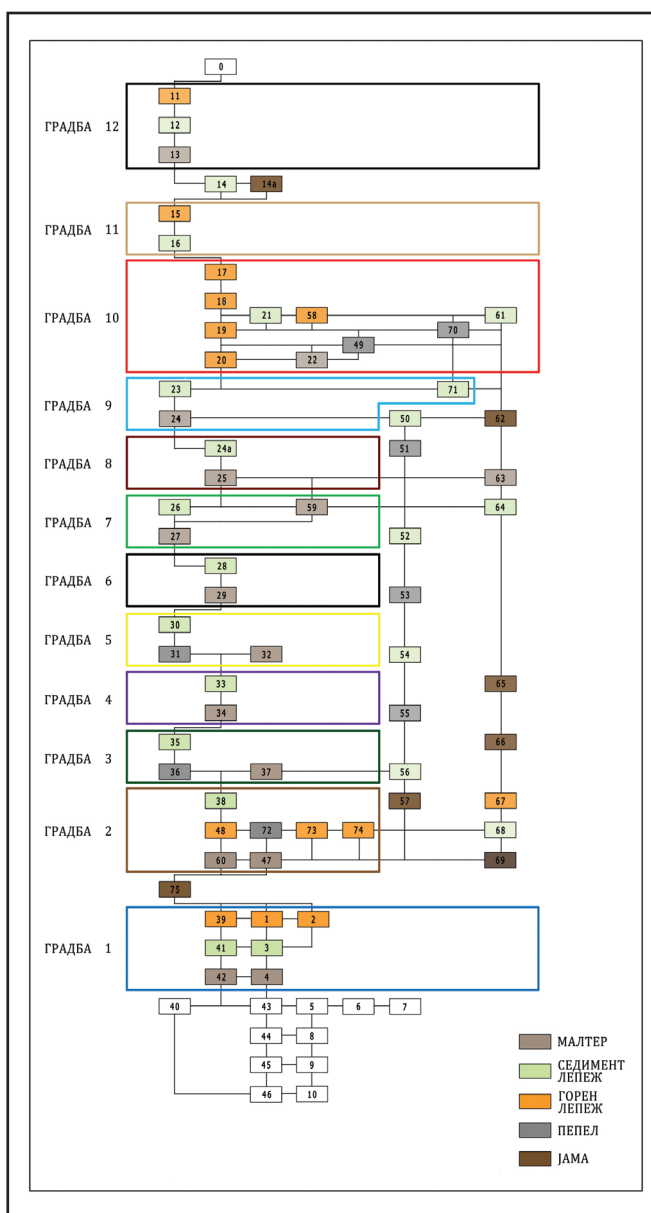 0
11
ГРАДБА 12
12
13
14 14а
15
ГРАДБА 11
16
17
18
ГРАДБА 10
21 58 61
19 70
49
20 22
ГРАДБА 9
23 71
24 50 62
ГРАДБА 8
24а 51
25 63
ГРАДБА 7
26 59 64
27 52
ГРАДБА 6
28
29 53
ГРАДБА 5
30
31 32 54
ГРАДБА 4
33 65
34 55
ГРАДБА 3
35 66
36 37 56
ГРАДБА 2
38 57 67
48 72 73 74 68
60 47 69
75
ГРАДБА 1
39 1 2
41 3
42 4
40 43 5 6 7
44 8
45 9
46 10
МАЛТЕР
СЕДИМЕНТ
ЛЕПЕЖ
ГОРЕН
ЛЕПЕЖ
ПЕПЕЛ
ЈАМА